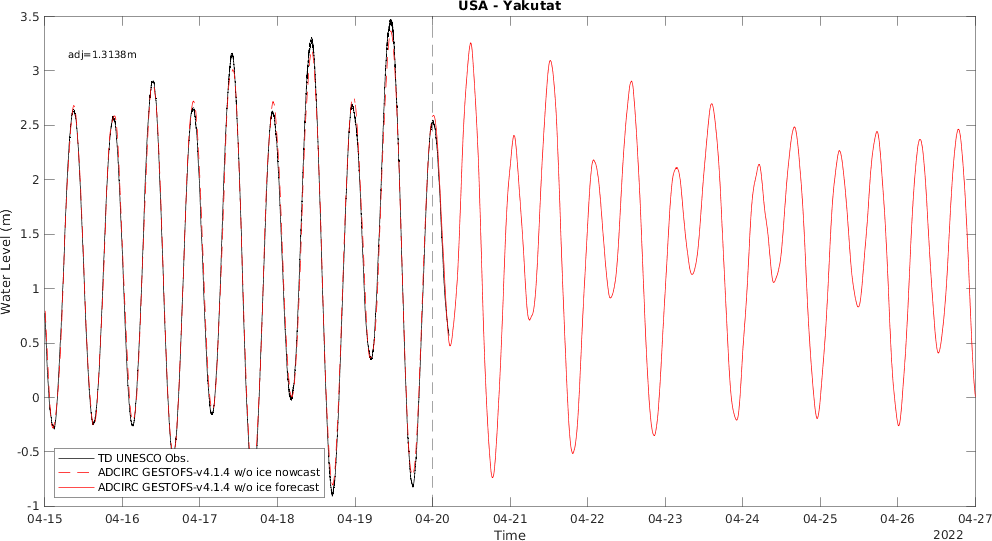 USA - Yakutat
adj=1.3138m
Water Level (m)
3.5
3
2.5
2
1.5
1
0.5
0
-0.5
-1
TD UNESCO Obs.
ADCIRC GESTOFS-v4.1.4 w/o ice nowcast
ADCIRC GESTOFS-v4.1.4 w/o ice forecast
04-15 04-16 04-17 04-18 04-19 04-20 04-21 04-22 04-23 04-24 04-25 04-26 04-27
Time
2022